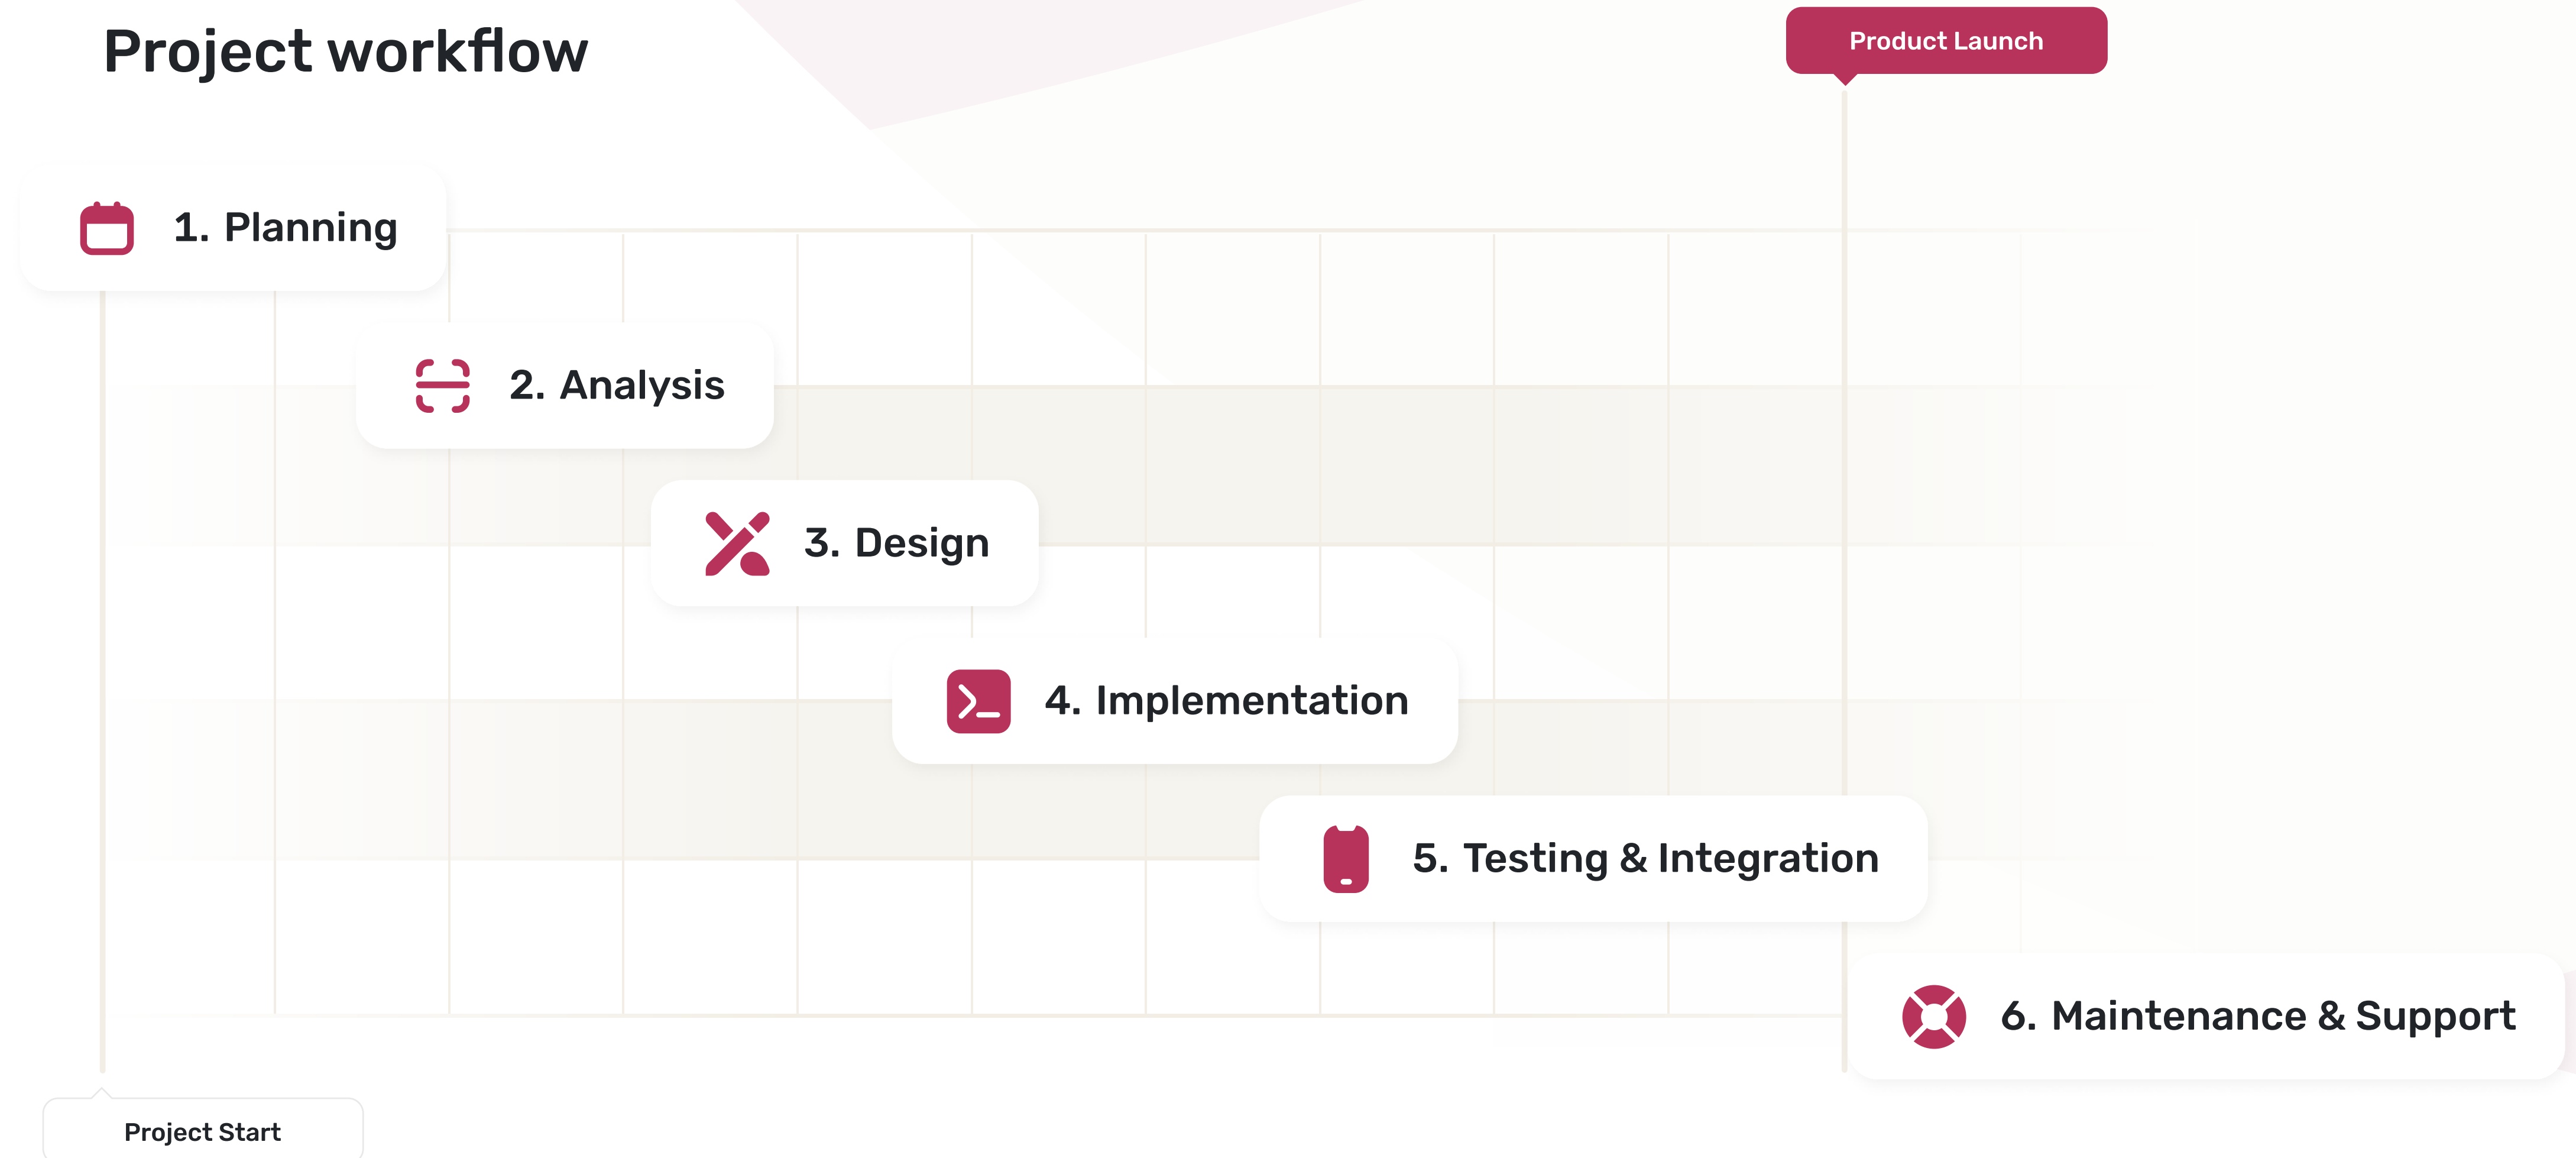 Project workflow
Product Launch
1. Planning
2. Analysis
3. Design
4. Implementation
5. Testing & Integration
6. Maintenance & Support
Project Start